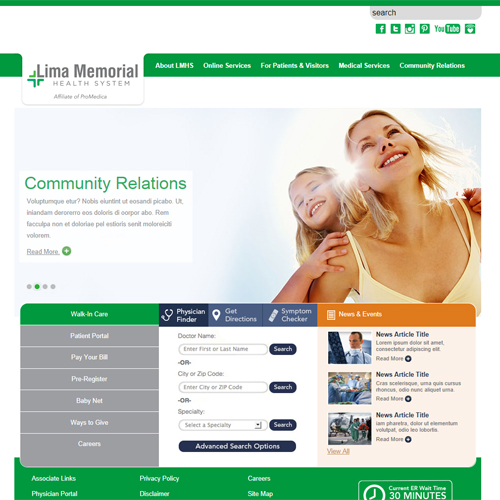 search
You Tube
Lima Memorial
HEALTH SYSTEM
Affiliate of ProMedica
About LMHS Online Services For Patients & Visitors Medical Services Community Relations
Community Relations
Voluptumque etur? Nobis eiuntint ut eosandi picabo. Ut,
iniandam derorerro eos doloris di oorpor abo. Rem
facculpa non et doloriae pel estioris senit moloreiciti
volorem.
Read More
Walk-In Care
Patient Portal
Pay Your Bill
Pre-Register
Baby Net
Ways to Give
Careers
Physician
Finder
Get
Directions
Symptom
Checker
Doctor Name:
Enter First or Last Name Search
-OR-
City or Zip Code:
Enter City or ZIP Code Search
-OR-
Specialty:
Select a Specialty Search
Advanced Search Options
News & Events
News Article Title
Lorem ipsum dolor sit amet,
consectetur adipiscing elit.
Read More
News Article Title
Cras scelerisque, urna quis cursus
rhoncus, odio nunc aliquet urna.
Read More
News Article Title
iam pharetra, dolor ut elementum
volutpat, odio leo lobortis.
Read More
View All
Associate Links Privacy Policy Careers
Physician Portal Disclaimer Site Map
Current ER Wait Time
30 MINUTES